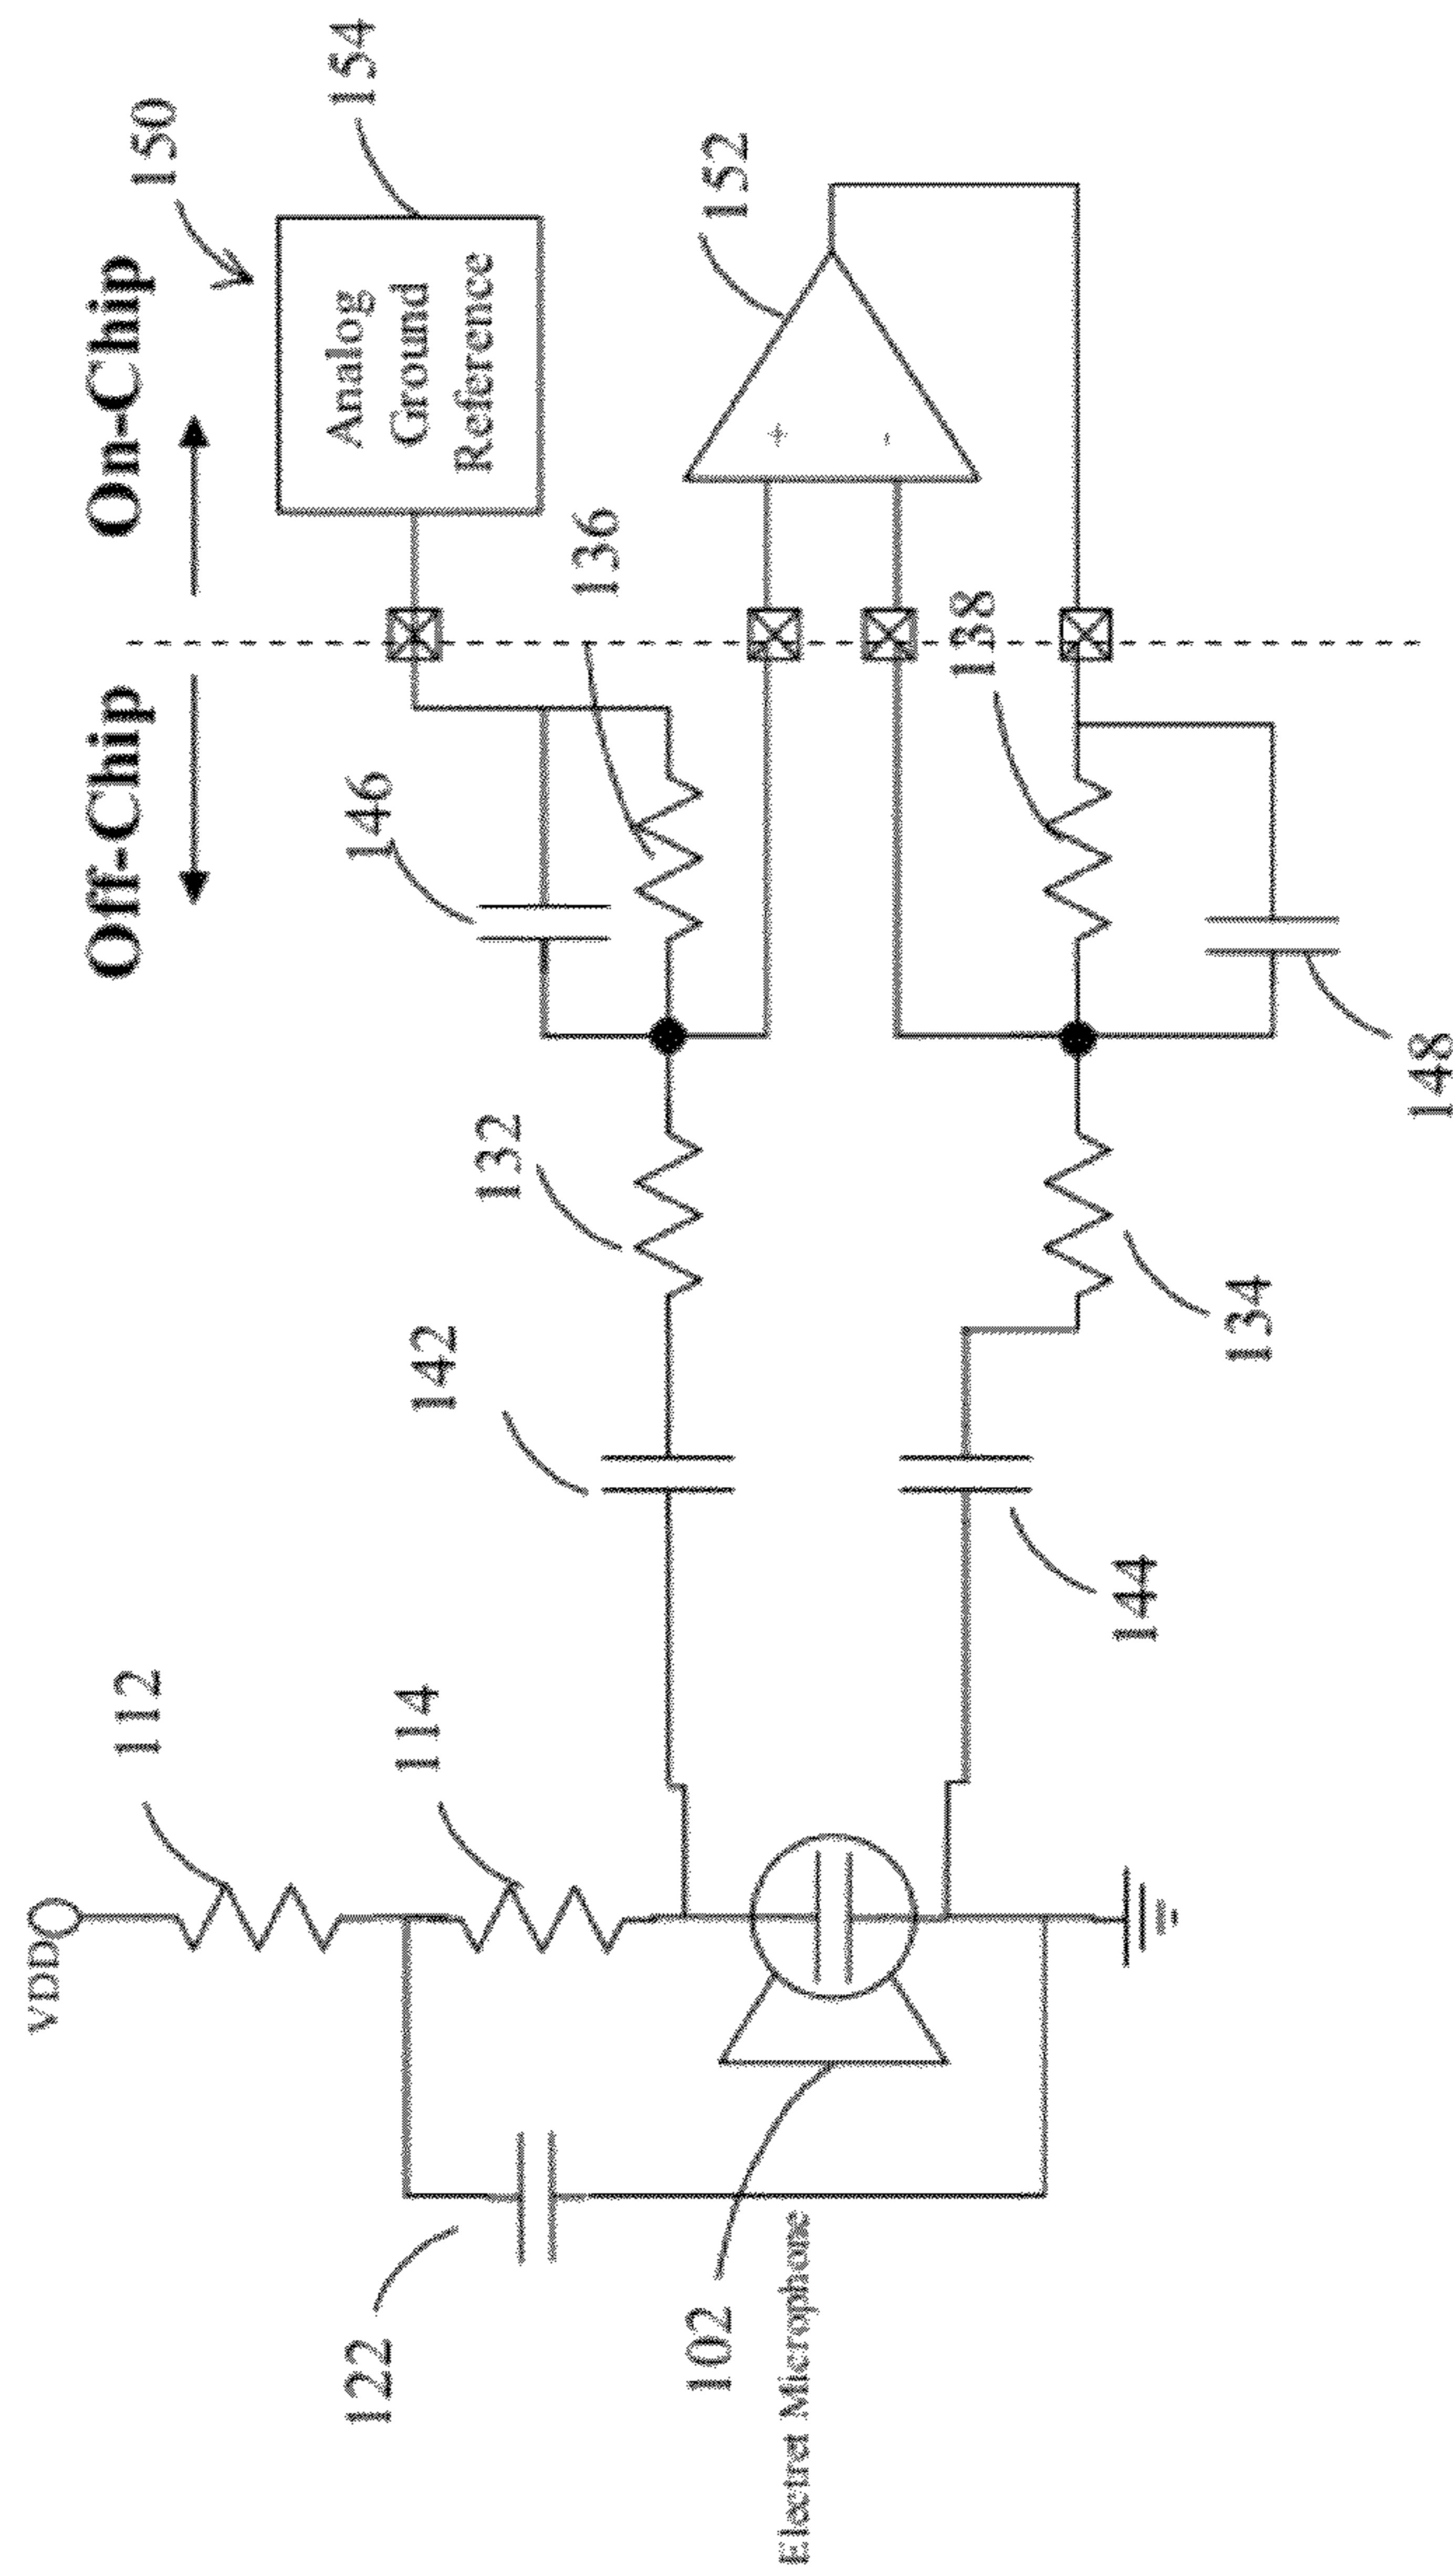 Off-Chip
On-Chip
150
154
Analog
Ground
Reference
VDD
112
114
122
102
Electret Microphone
142
144
132
134
146
136
138
148
152
+
-